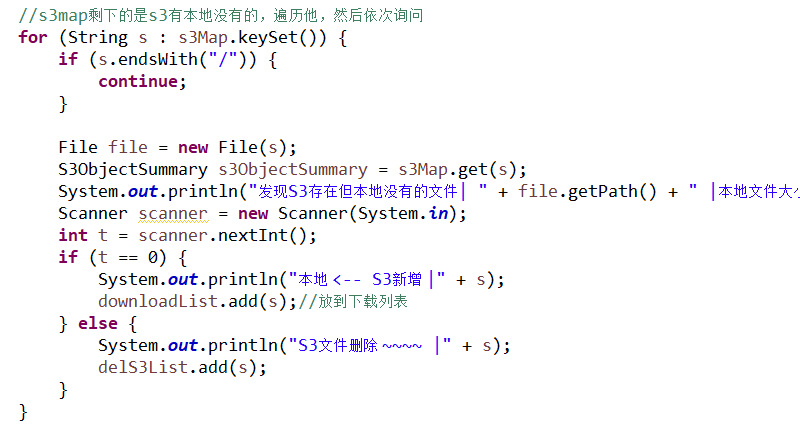 //s3map剩下的是s3有本地没有的，遍历他，然后依次询问
for (String s : s3Map.keySet()) {
    if (s.endsWith("/")) {
        continue;
    }
    File file = new File(s);
    S3ObjectSummary s3ObjectSummary = s3Map.get(s);
    System.out.println("发现S3存在但本地没有的文件| " + file.getPath() + " |本地文件大小
    Scanner scanner = new Scanner(System.in);
    int t = scanner.nextInt();
    if (t == 0) {
        System.out.println("本地 <-- S3新增 |" + s);
        downloadList.add(s);//放到下载列表
    } else {
        System.out.println("S3文件删除 ~~~~ |" + s);
        delS3List.add(s);
    }
}